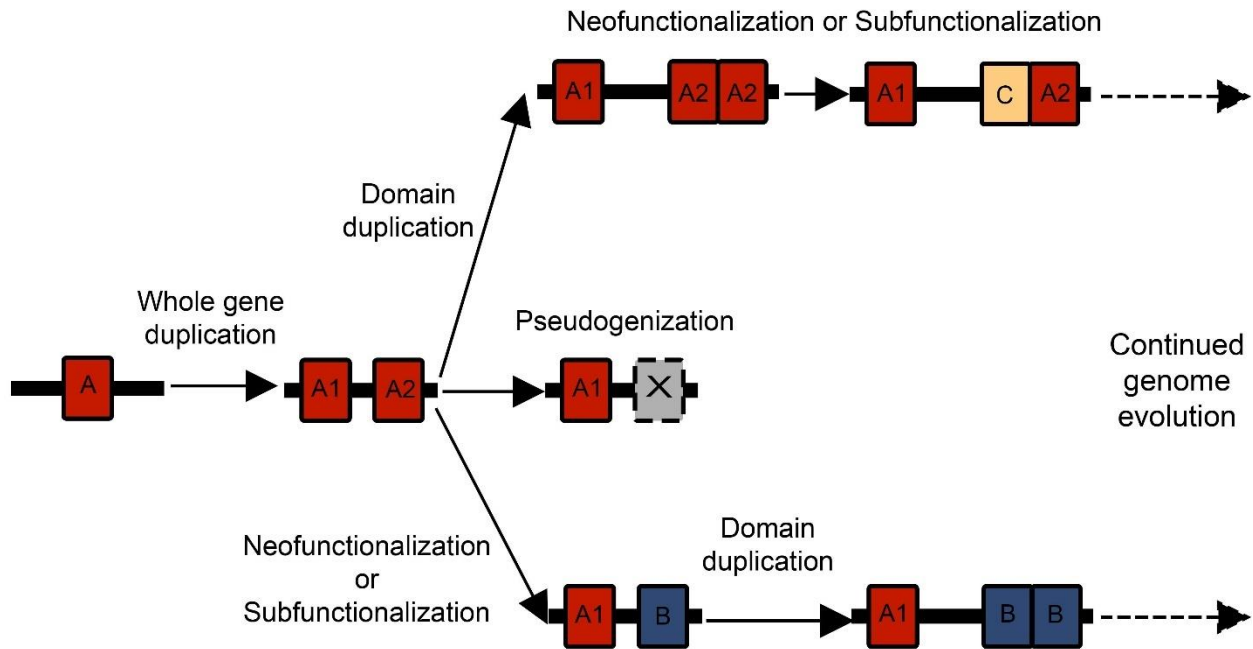 Neofunctionalization or Subfunctionalization
A1 A2 A2 A1 C A2
Domain
duplication
Whole gene
duplication
Pseudogenization
A A1 A2 A1 X
Continued
genome
evolution
Neofunctionalization
or
Subfunctionalization
Domain
duplication
A1 B A1 B B